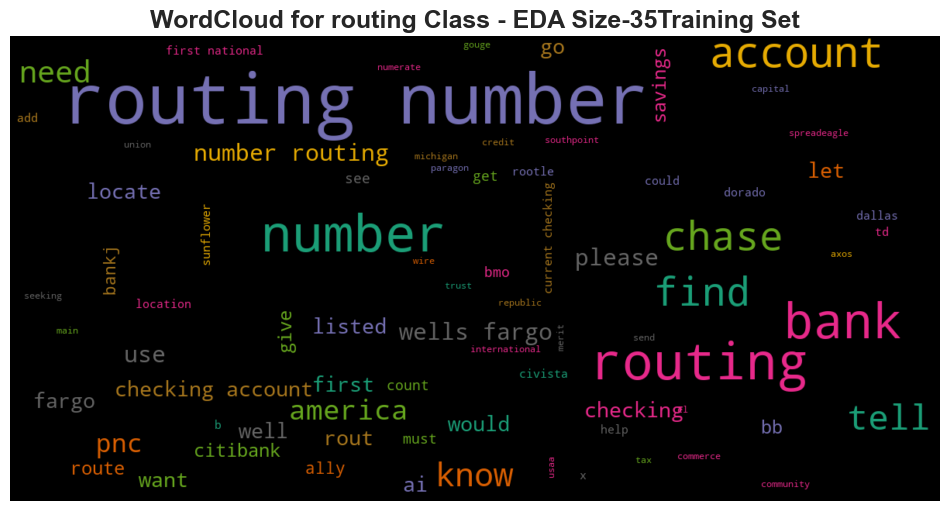 WordCloud for routing Class - EDA Size-35Training Set
first national
gouge
go
account
need
numerate
savings
capital
routing number
add
spreadeagle
union
credit
southpoint
number routing
michigan
paragon
let
see
get
rootle
could
locate
dorado
current checking
sunflower
dallas
number
chase
td
please
axos
bankj
wire
bmo
trust
find
seeking
location
republic
bank
main
give
listed
wells fargo
merit
send
use
international
routing
civista
checking account
first
count
fargo
america
checking
tell
b
well
would
help
bb
pnc
rout
must
citibank
route
ally
know
usaa
tax
commerce
want
ai
x
community